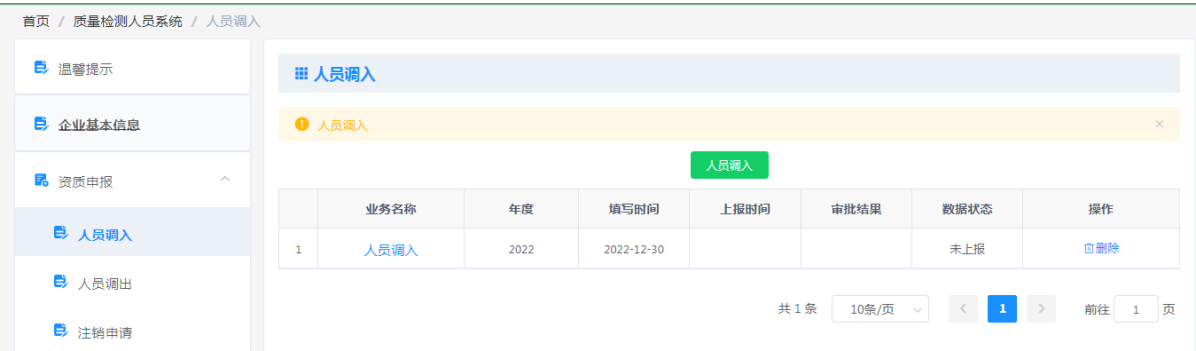 首页 / 质量检测人员系统 / 人员调入
温馨提示
企业基本信息
资质申报
人员调入
人员调出
注销申请
人员调入
人员调入
人员调入
业务名称 年度 填写时间 上报时间 审批结果 数据状态 操作
1 人员调入 2022 2022-12-30 未上报 删除
共 1 条 10条/页 1 前往 1 页